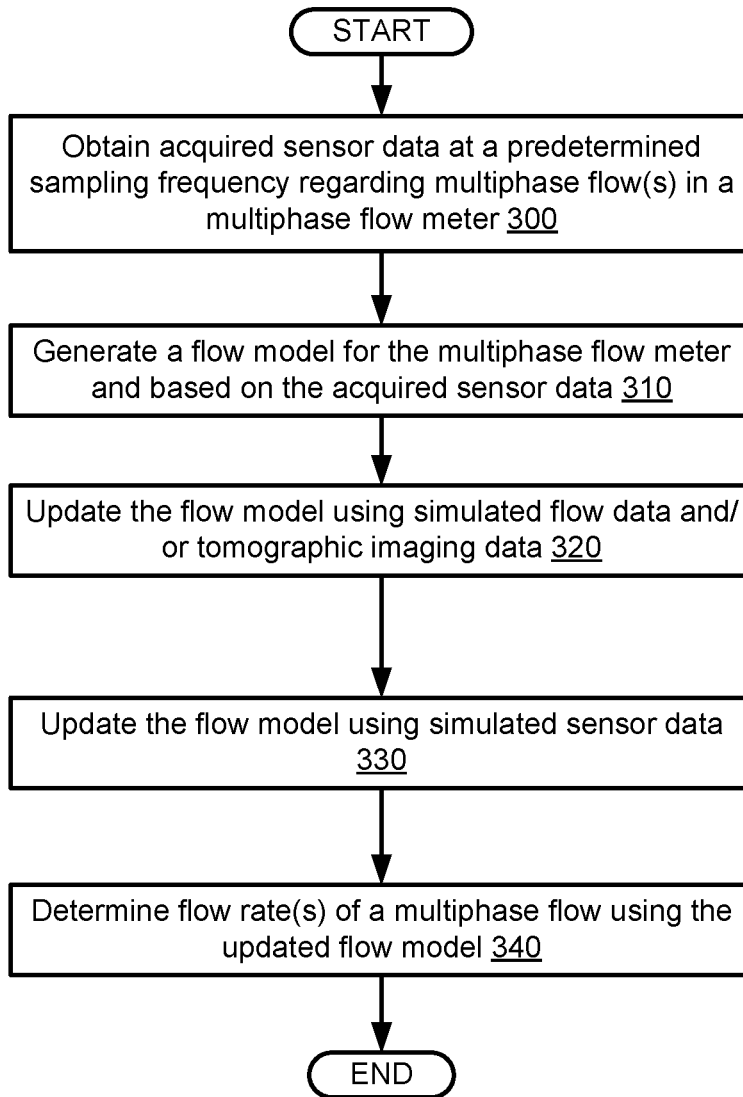 START
Obtain acquired sensor data at a predetermined
sampling frequency regarding multiphase flow(s) in a
multiphase flow meter 300
Generate a flow model for the multiphase flow meter
and based on the acquired sensor data 310
Update the flow model using simulated flow data and/
or tomographic imaging data 320
Update the flow model using simulated sensor data
330
Determine flow rate(s) of a multiphase flow using the
updated flow model 340
END